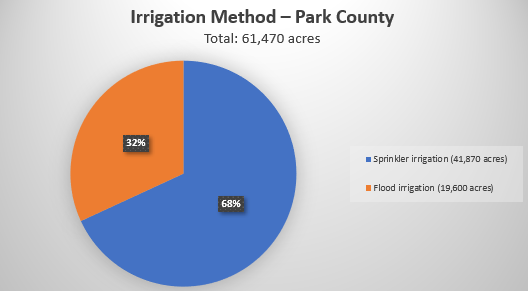 Irrigation Method – Park County
Total: 61,470 acres
32%
Sprinkler irrigation (41,870 acres)
Flood irrigation (19,600 acres)
68%